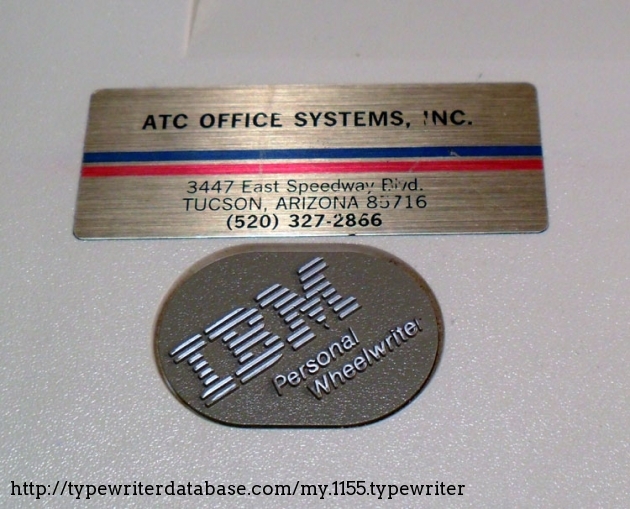 ATC OFFICE SYSTEMS, INC.
3447 East Speedway Blvd.
TUCSON, ARIZONA 85716
(520) 327-2866
IBM
Personal
Wheelwriter
http://typewriterdatabase.com/my.1155.typewriter